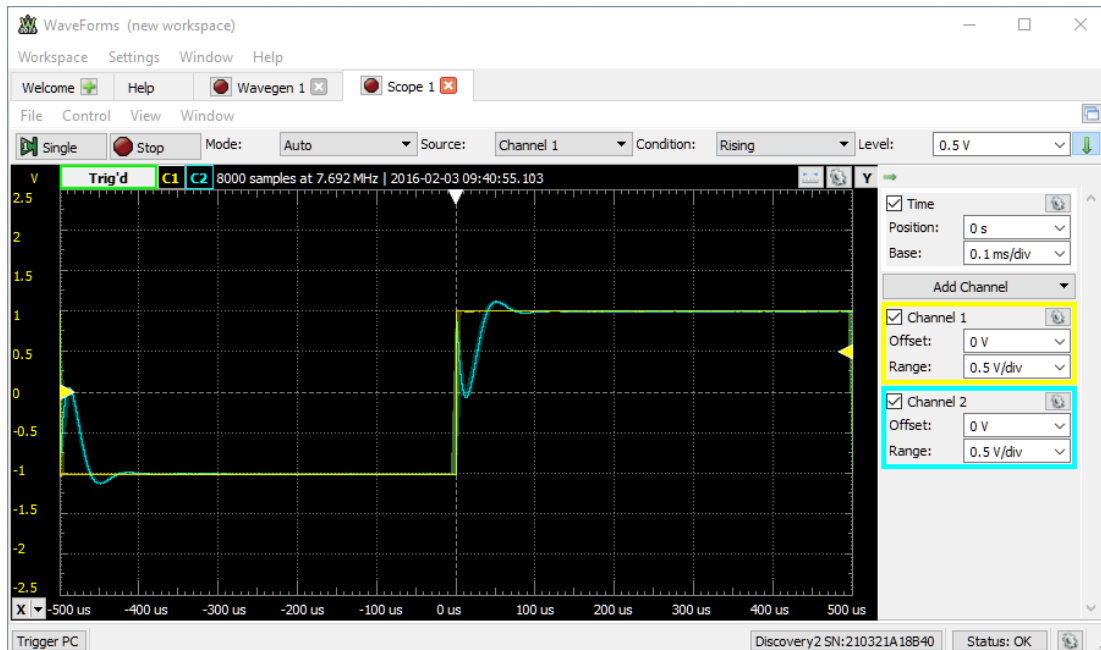 WaveForms (new workspace)
Workspace Settings Window Help
Welcome Help Wavegen 1 Scope 1
File Control View Window
Single Stop Mode: Auto Source: Channel 1 Condition: Rising Level: 0.5 V
V Trig'd C1 C2 8000 samples at 7.692 MHz | 2016-02-03 09:40:55.103 Y
2.5
2
1.5
1
0.5
0
-0.5
-1
-1.5
-2
-2.5
X -500 us -400 us -300 us -200 us -100 us 0 us 100 us 200 us 300 us 400 us 500 us
Time
Position: 0 s
Base: 0.1 ms/div
Add Channel
Channel 1
Offset: 0 V
Range: 0.5 V/div
Channel 2
Offset: 0 V
Range: 0.5 V/div
Trigger PC Discovery2 SN:210321A18B40 Status: OK